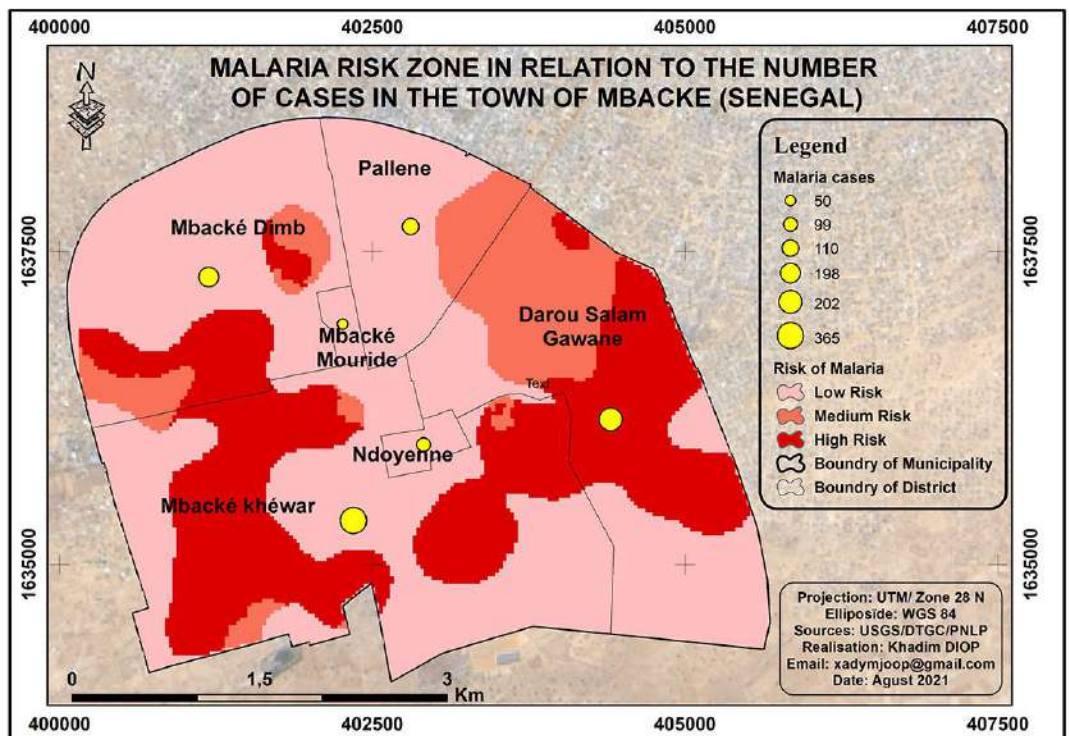 400000 402500 405000 407500
N
MALARIA RISK ZONE IN RELATION TO THE NUMBER
OF CASES IN THE TOWN OF MBACKE (SENEGAL)
Legend
Malaria cases
50
99
110
198
202
365
Risk of Malaria
Low Risk
Medium Risk
High Risk
Boundry of Municipality
Boundry of District
Pallene
Mbacké Dimb
1637500
1637500
Mbacké
Mouride
Darou Salam
Gawane
Text
Ndoyenne
Mbacké khéwar
1635000
1635000
Projection: UTM/ Zone 28 N
Elliposide: WGS 84
Sources: USGS/DTGC/PNLP
Realisation: Khadim DIOP
Email: xadymjoop@gmail.com
Date: Agust 2021
0 1,5 3
Km
400000 402500 405000 407500